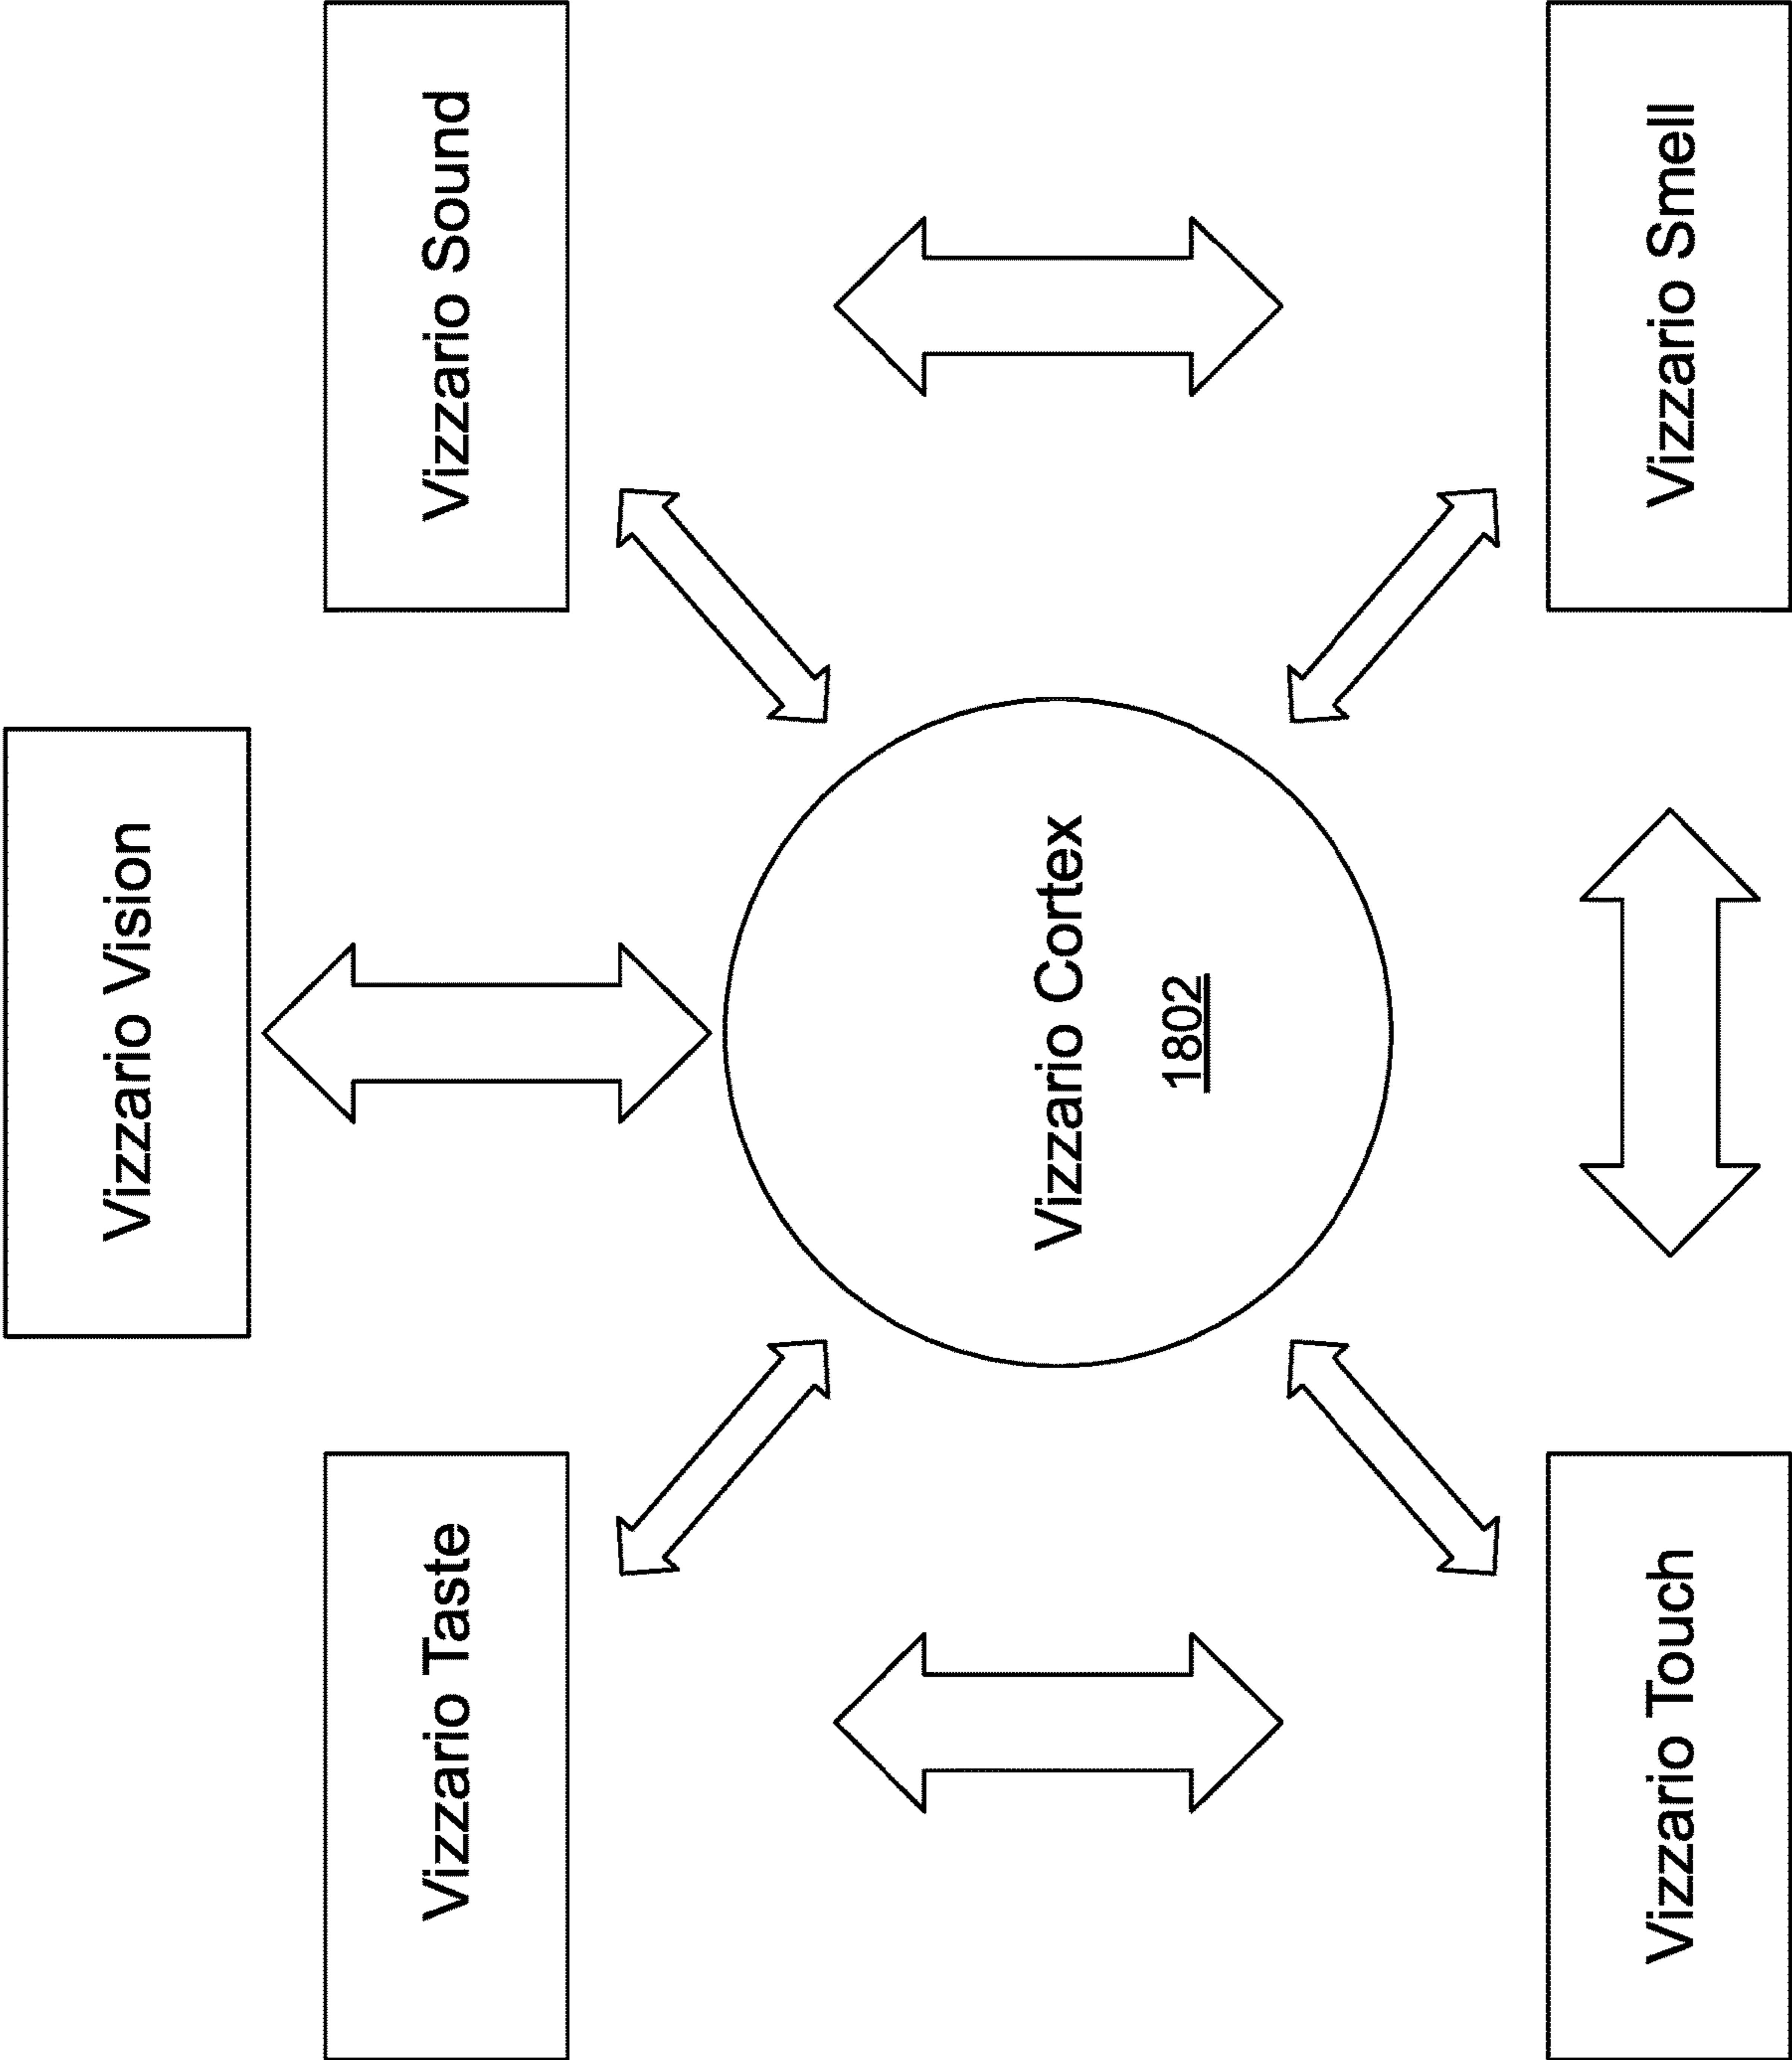 Vizzario Vision
Vizzario Taste
Vizzario Sound
Vizzario Cortex
1802
Vizzario Touch
Vizzario Smell